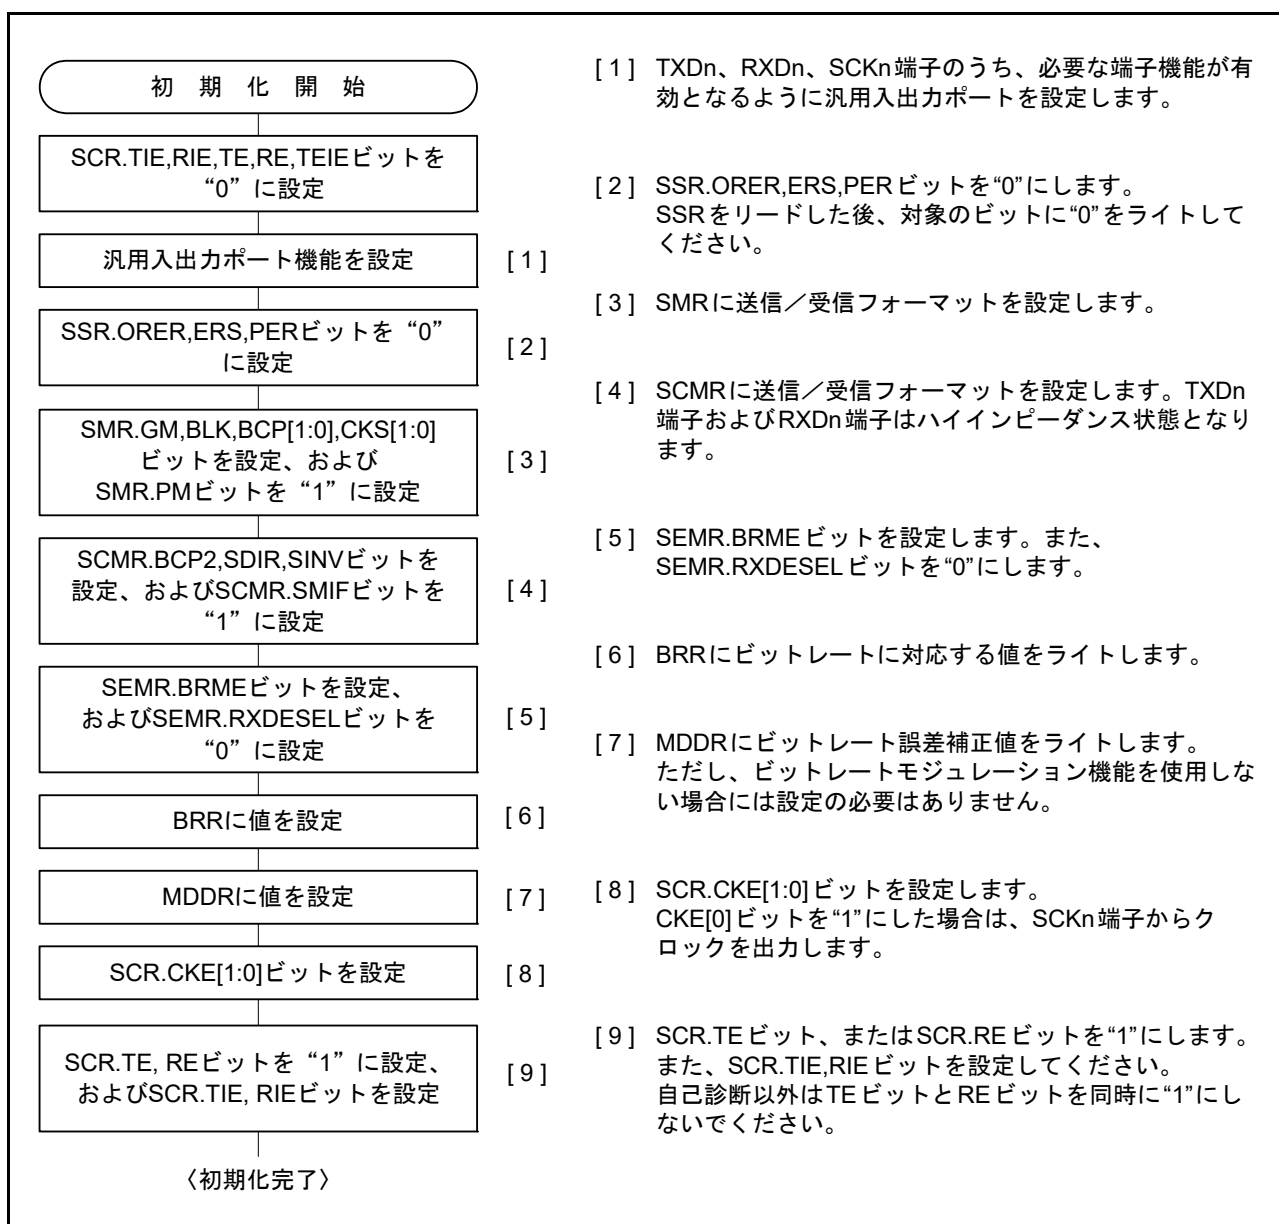 初期化開始
SCR.TIE,RIE,TE,RE,TEIEビットを
“0”に設定
汎用入出力ポート機能を設定
[1]
SSR.ORER,ERS,PERビットを“0”
に設定
[2]
SMR.GM,BLK,BCP[1:0],CKS[1:0]
ビットを設定、および
SMR.PMビットを“1”に設定
[3]
SCMR.BCP2,SDIR,SINVビットを
設定、およびSCMR.SMIFビットを
“1”に設定
[4]
SEMR.BRMEビットを設定、
およびSEMR.RXDESELビットを
“0”に設定
[5]
BRRに値を設定
[6]
MDDRに値を設定
[7]
SCR.CKE[1:0]ビットを設定
[8]
SCR.TE, REビットを“1”に設定、
およびSCR.TIE, RIEビットを設定
[9]
〈初期化完了〉
[1] TXDn、RXDn、SCKn端子のうち、必要な端子機能が有
効となるように汎用入出力ポートを設定します。
[2] SSR.ORER,ERS,PERビットを“0”にします。
SSRをリードした後、対象のビットに“0”をライトして
ください。
[3] SMRに送信／受信フォーマットを設定します。
[4] SCMRに送信／受信フォーマットを設定します。TXDn
端子およびRXDn端子はハイインピーダンス状態となり
ます。
[5] SEMR.BRMEビットを設定します。また、
SEMR.RXDESELビットを“0”にします。
[6] BRRにビットレートに対応する値をライトします。
[7] MDDRにビットレート誤差補正値をライトします。
ただし、ビットレートモジュレーション機能を使用しな
い場合には設定の必要はありません。
[8] SCR.CKE[1:0]ビットを設定します。
CKE[0]ビットを“1”にした場合は、SCKn端子からク
ロックを出力します。
[9] SCR.TEビット、またはSCR.REビットを“1”にします。
また、SCR.TIE,RIEビットを設定してください。
自己診断以外はTEビットとREビットを同時に“1”にし
ないでください。